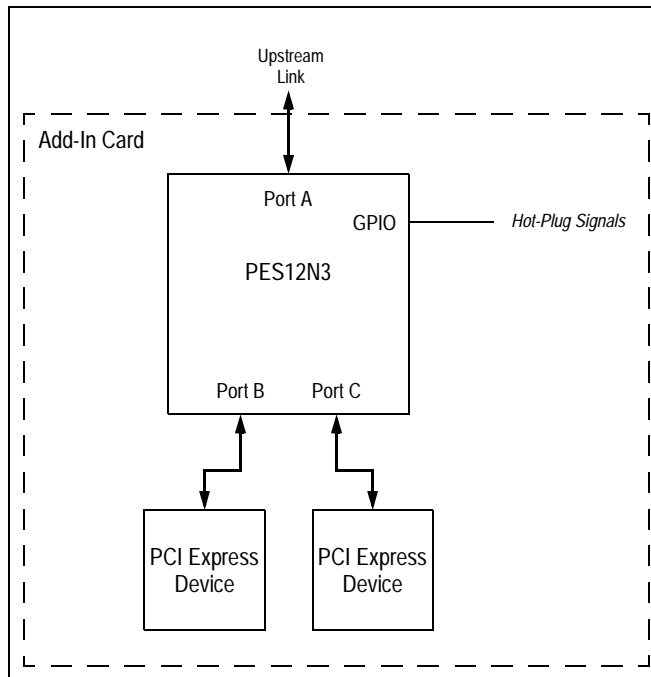 Upstream
Link
Add-In Card
Port A
GPIO
Hot-Plug Signals
PES12N3
Port B
Port C
PCI Express
Device
PCI Express
Device